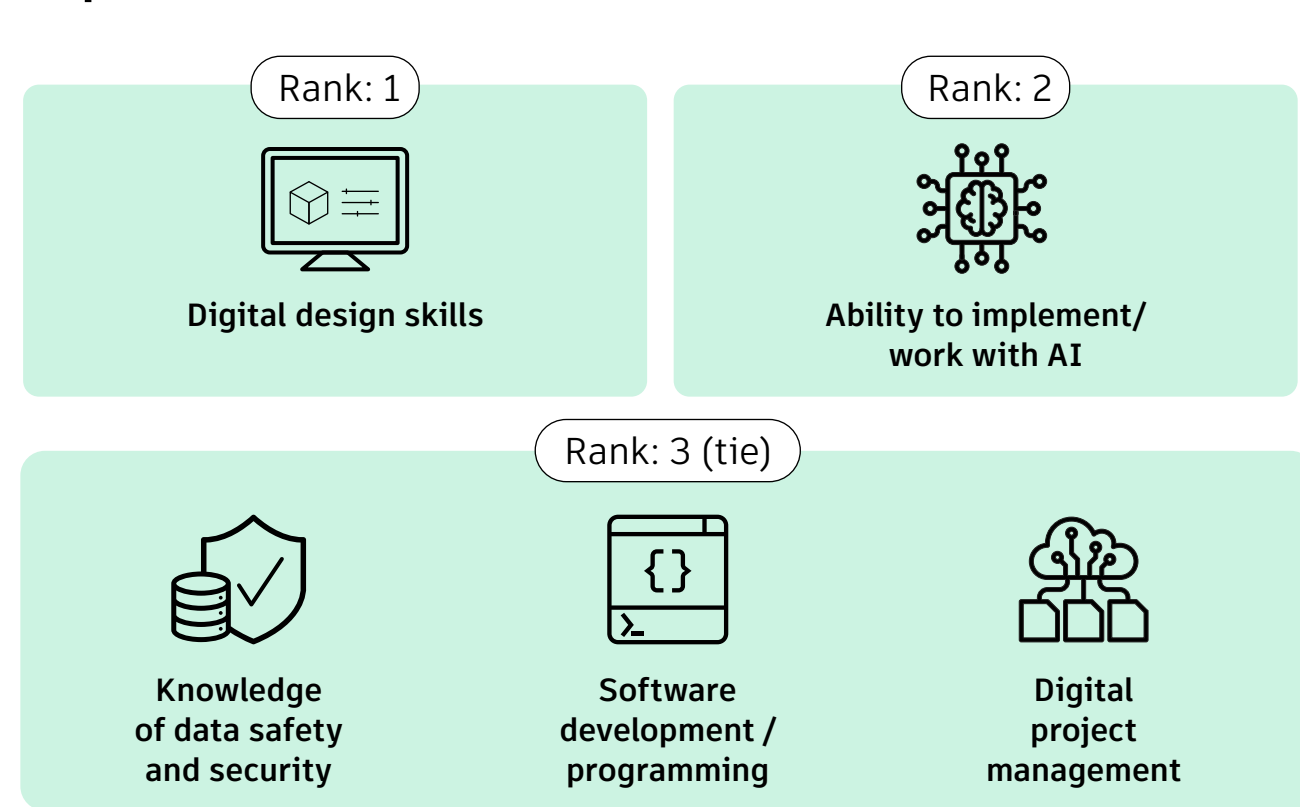 Rank: 1
Rank: 2
Digital design skills
Ability to implement/
work with AI
Rank: 3 (tie)
{}
>_
Knowledge
of data safety
and security
Software
development /
programming
Digital
project
management